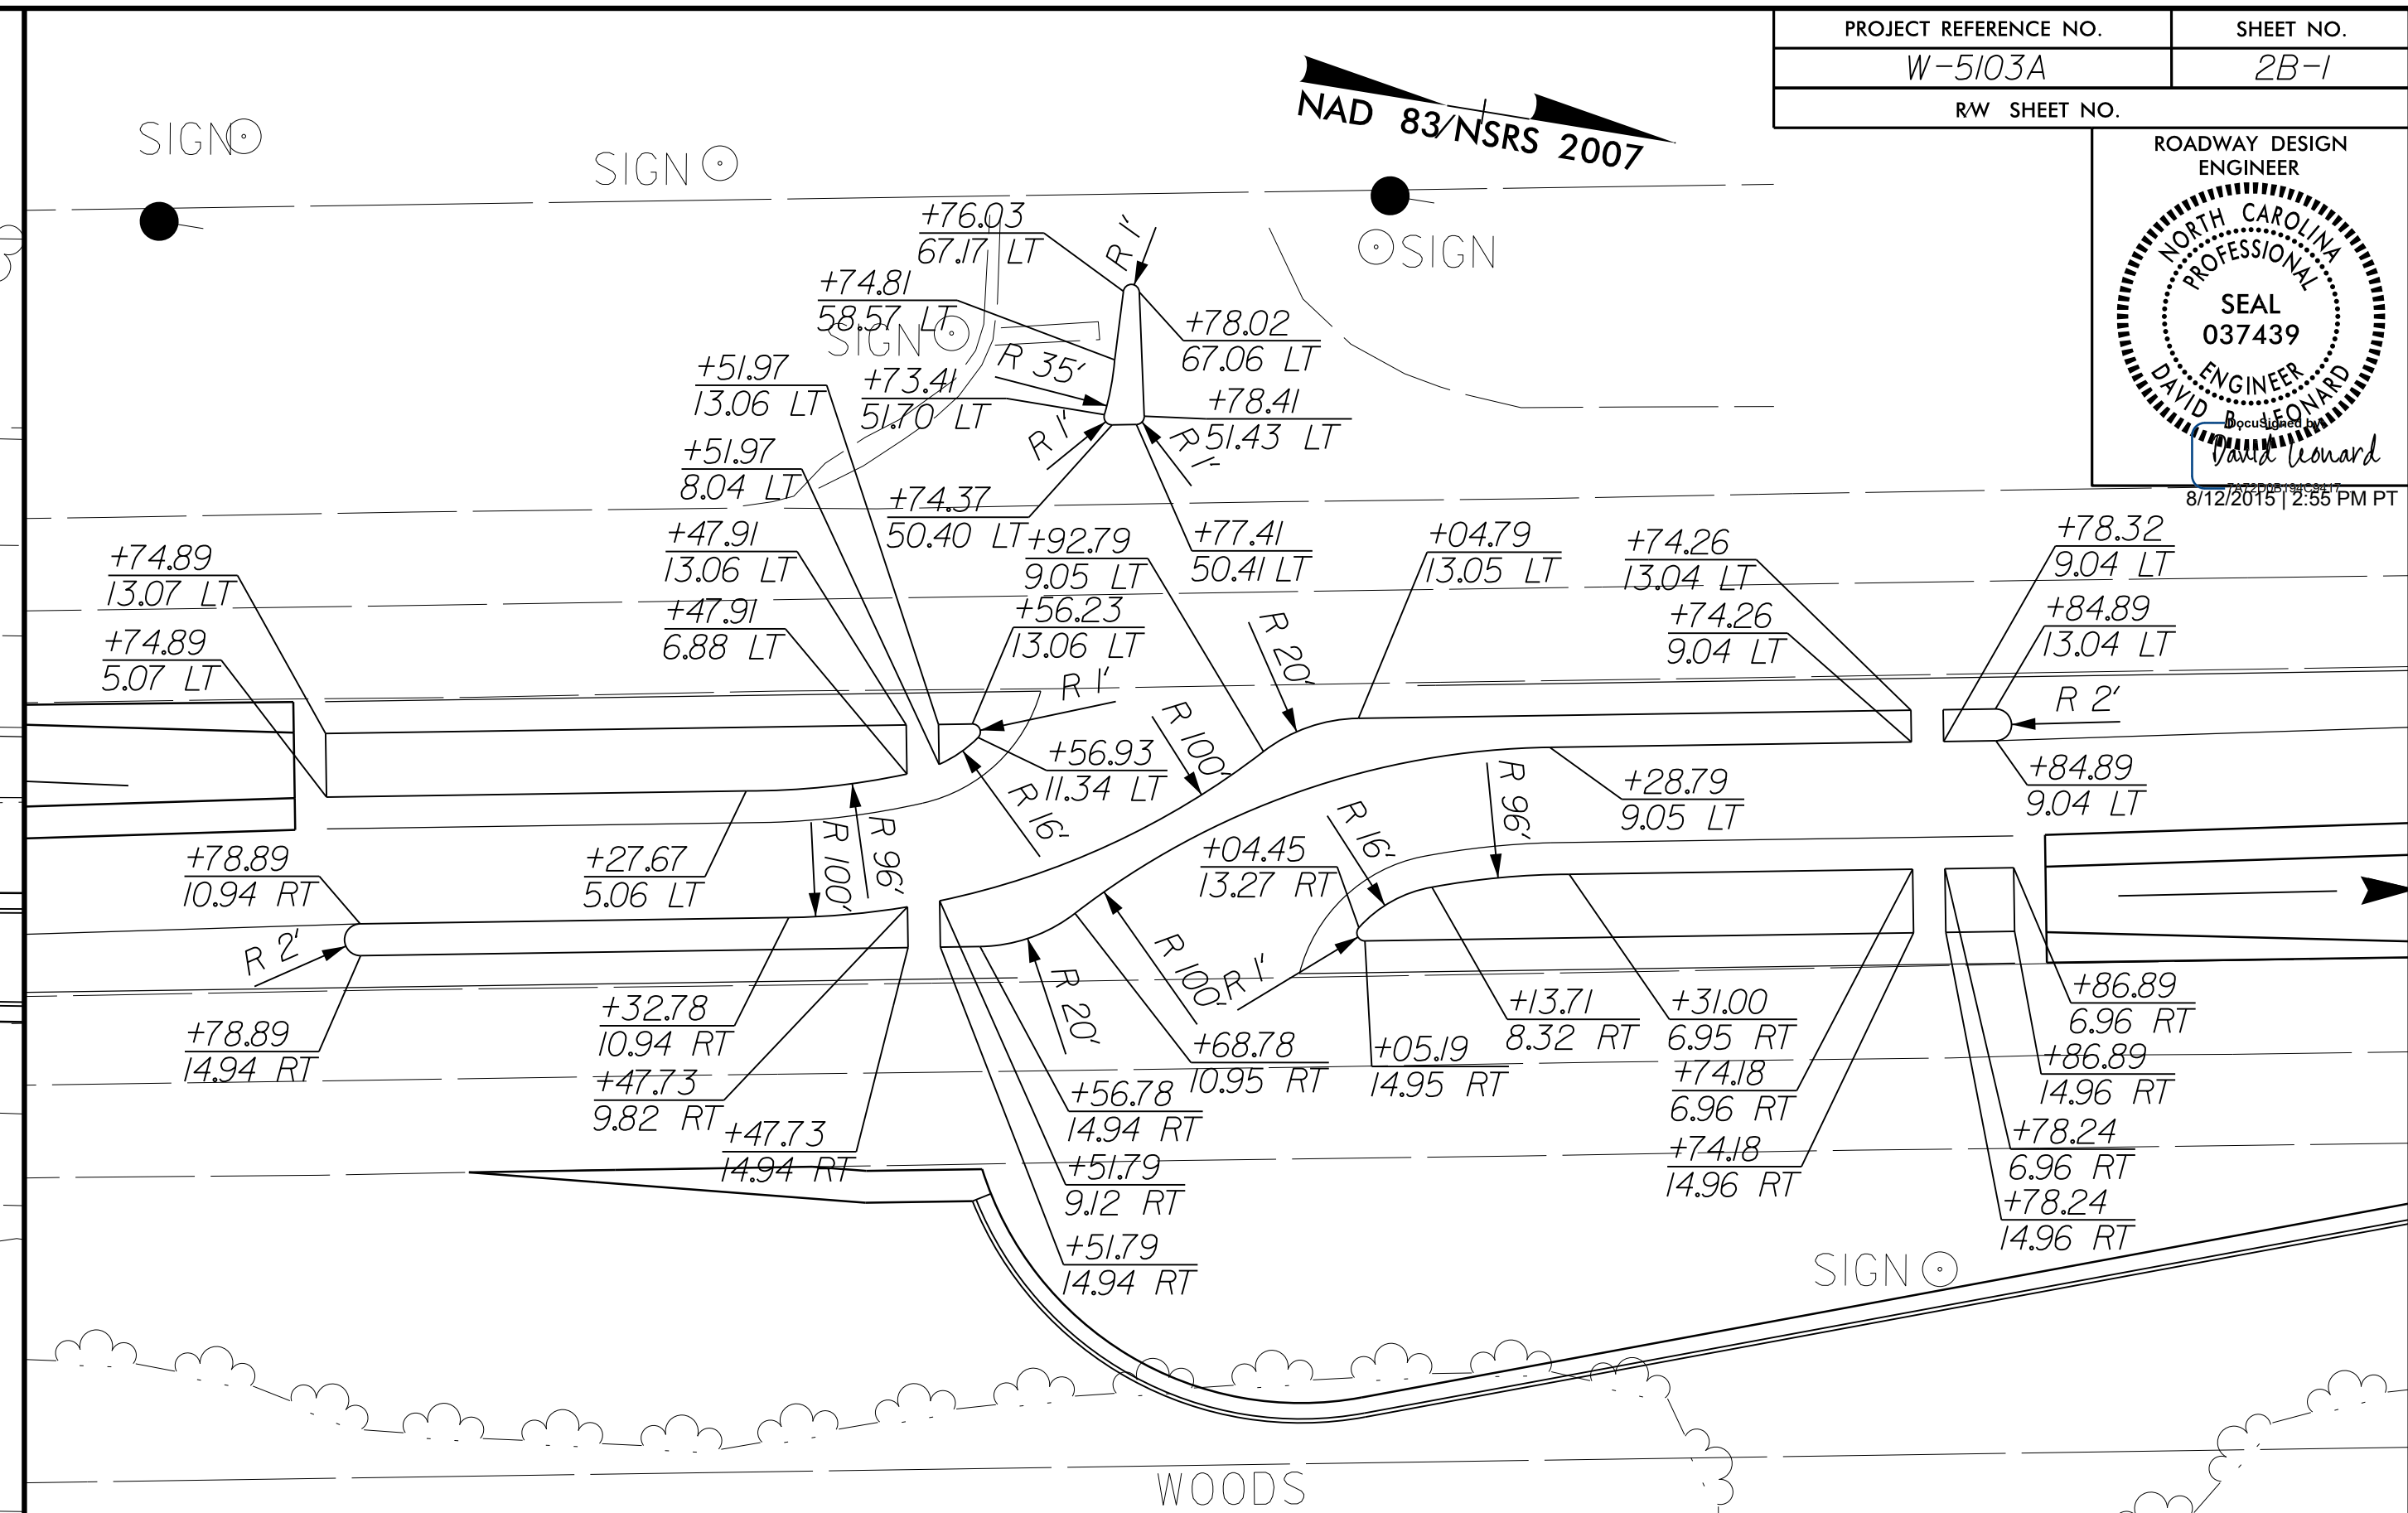 PROJECT REFERENCE NO.
SHEET NO.
W-5103A
2B-1
R/W SHEET NO.
ROADWAY DESIGN
ENGINEER
NORTH CAROLINA
PROFESSIONAL
SEAL
037439
ENGINEER
DAVID B. LEONARD
DocuSigned by:
David Leonard
8/12/2015 | 2:55 PM PT
NAD 83/NSRS 2007
SIGN
SIGN
SIGN
SIGN
+76.03
67.17 LT
R 1'
+74.81
58.57 LT
+78.02
67.06 LT
R 35'
+51.97
13.06 LT
+73.41
51.70 LT
+78.41
51.43 LT
R 1'
R 1'
+51.97
8.04 LT
+74.37
50.40 LT
+77.41
50.41 LT
+47.91
13.06 LT
+92.79
9.05 LT
+04.79
13.05 LT
+74.26
13.04 LT
+78.32
9.04 LT
+74.89
13.07 LT
+47.91
6.88 LT
+56.23
13.06 LT
R 20'
+74.26
9.04 LT
+84.89
13.04 LT
+74.89
5.07 LT
R 1'
R 100'
R 2'
+56.93
11.34 LT
R 16'
+28.79
9.05 LT
+84.89
9.04 LT
R 96'
R 16'
+78.89
10.94 RT
+27.67
5.06 LT
R 100'
R 96'
+04.45
13.27 RT
R 2'
R 20'
R 100'
R 1'
+78.89
14.94 RT
+32.78
10.94 RT
+68.78
10.95 RT
+05.19
14.95 RT
+13.71
8.32 RT
+31.00
6.95 RT
+86.89
6.96 RT
+47.73
9.82 RT
+56.78
14.94 RT
+74.18
6.96 RT
+86.89
14.96 RT
+47.73
14.94 RT
+51.79
9.12 RT
+74.18
14.96 RT
+78.24
6.96 RT
+51.79
14.94 RT
+78.24
14.96 RT
SIGN
WOODS